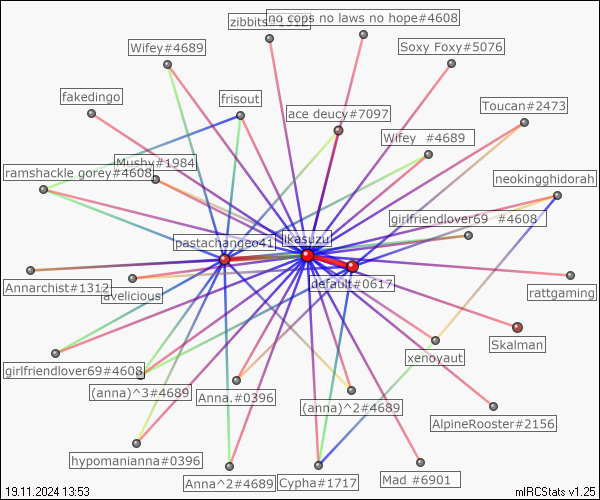 zibbits#1312
no cops no laws no hope#4608
Wifey#4689
Soxy Foxy#5076
fakedingo
frisout
ace deucy#7097
Toucan#2473
Wifey #4689
Mushy#1984
ramshackle gorey#4608
neokingghidorah
girlfriendlover69 #4608
pastachangeo41
likasuzu
default#0617
Annarchist#1312
avelicious
rattgaming
Skalman
xenoyaut
girlfriendlover69#4608
(anna)^3#4689
Anna.#0396
(anna)^2#4689
AlpineRooster#2156
hypomanianna#0396
Anna^2#4689
Cypha#1717
Mad #6901
19.11.2024 13:53
mIRCStats v1.25